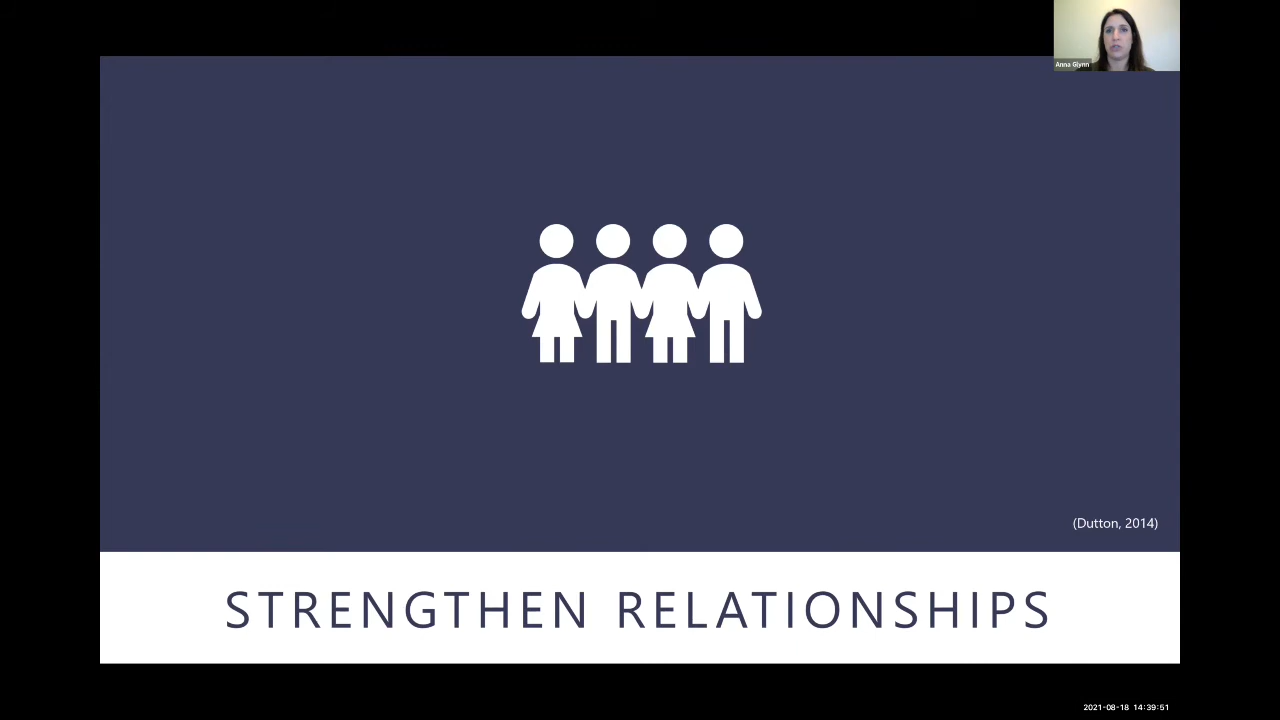 Anna Glynn
(Dutton, 2014)
STRENGTHEN RELATIONSHIPS
2021-08-18 14:39:51